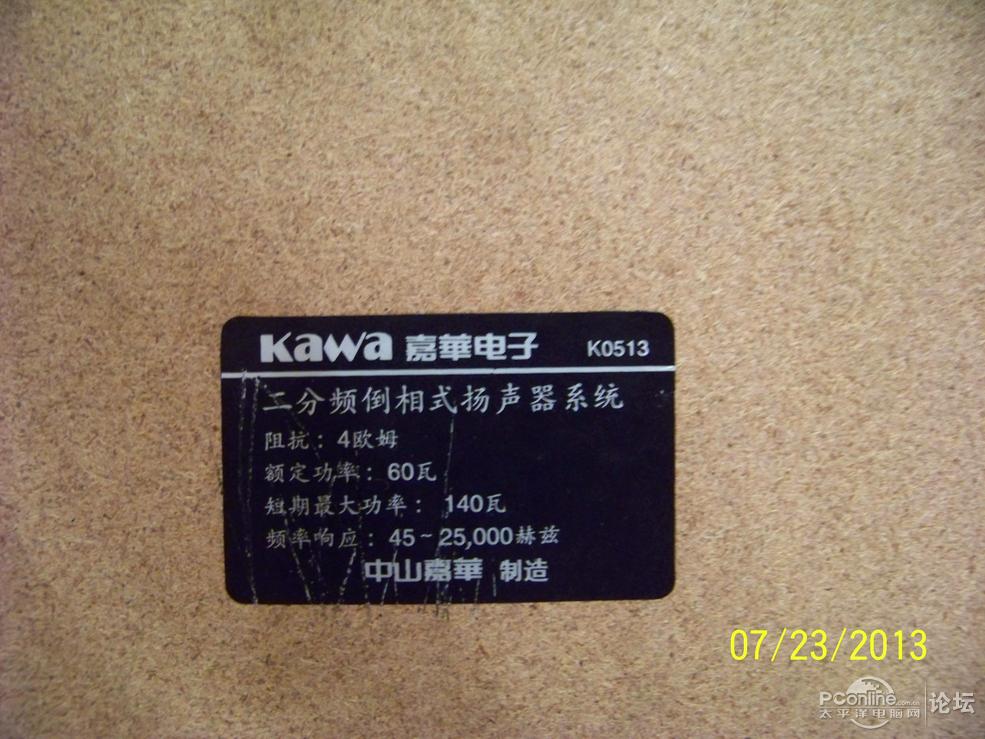 Kawa 嘉華电子 K0513
二分频倒相式扬声器系统
阻抗：4欧姆
额定功率：60瓦
短期最大功率：140瓦
频率响应：45~25,000赫兹
中山嘉華 制造
07/23/2013
PConline.com.cn 论坛
太平洋电脑网